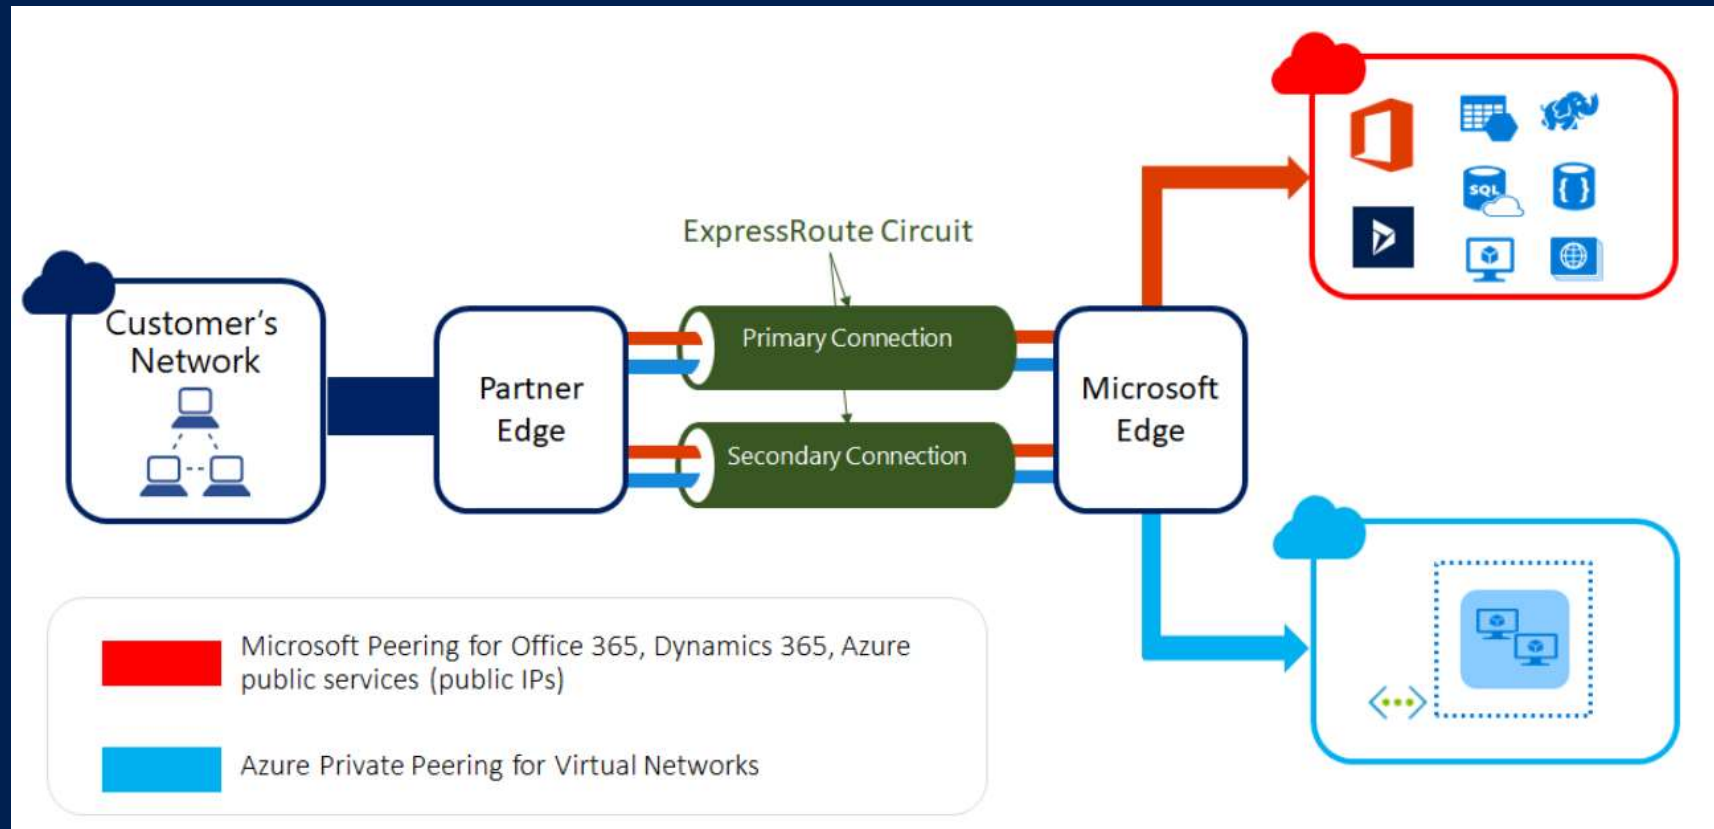 ExpressRoute Circuit
Customer's
Network
Partner
Edge
Primary Connection
Secondary Connection
Microsoft
Edge
SQL
Microsoft Peering for Office 365, Dynamics 365, Azure
public services (public IPs)
Azure Private Peering for Virtual Networks